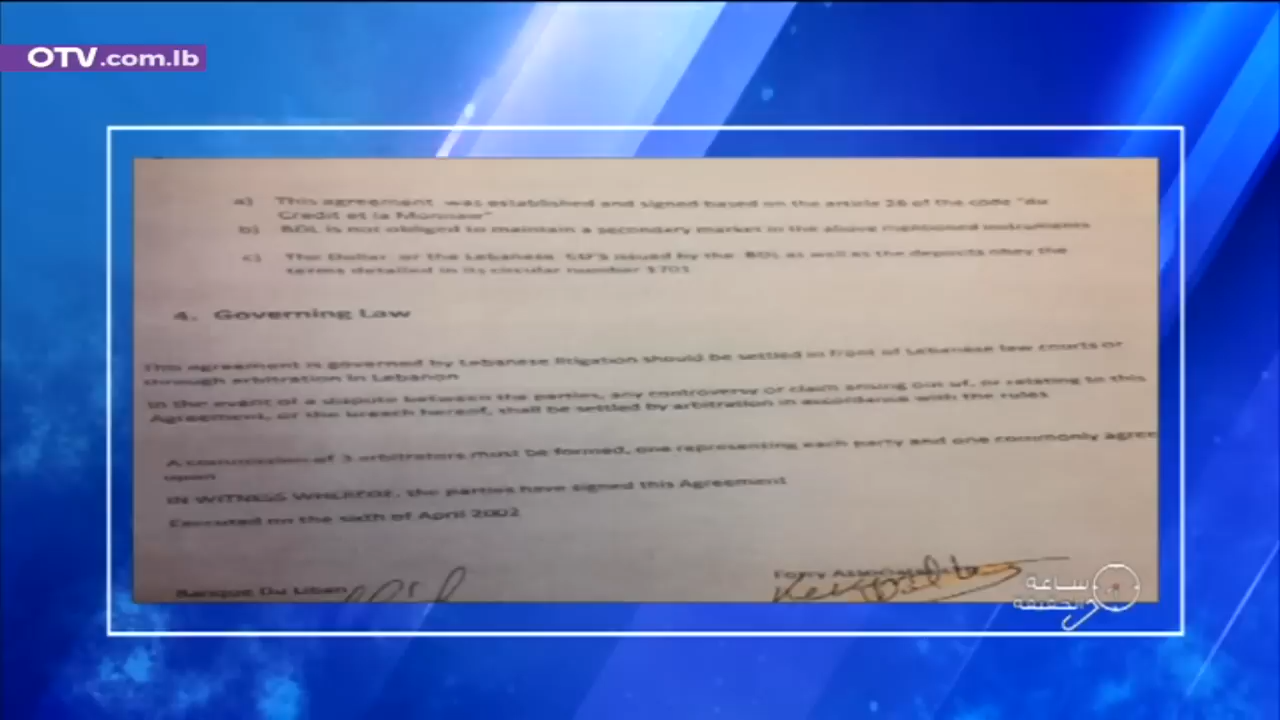 OTV.com.lb
a) This agreement was established and signed based on the article 26 of the code "du
Credit et la Monnaie"
b) BDL is not obliged to maintain a secondary market in the above mentioned instruments
c) The Dollar or the Lebanese CD's issued by the BDL as well as the deposits obey the
terms detailed in its circular number 1701
4. Governing Law
This agreement is governed by Lebanese litigation should be settled in front of Lebanese law courts or
through arbitration in Lebanon
In the event of a dispute between the parties, any controversy or claim arising out of, or relating to this
Agreement, or the breach hereof, shall be settled by arbitration in accordance with the rules
A commission of 3 arbitrators must be formed, one representing each party and one commonly agree
upon
IN WITNESS WHEREOF, the parties have signed this Agreement
Executed on the sixth of April 2002
Banque Du Liban
Forry Associates
ساعة
الحقيقة